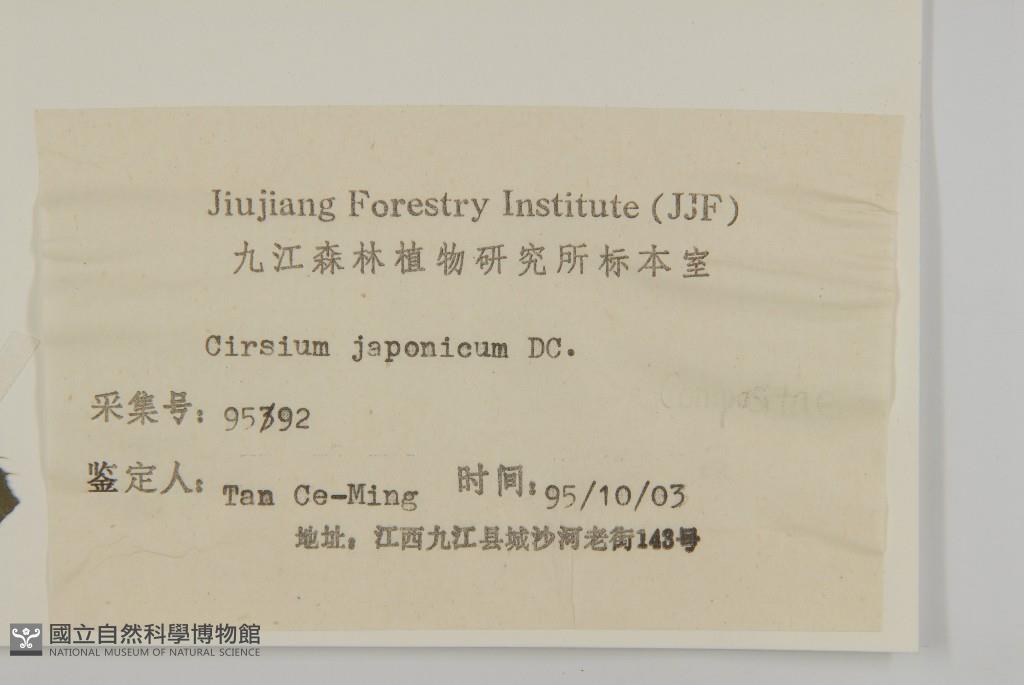 Jiujiang Forestry Institute (JJF)
九江森林植物研究所标本室
Cirsium japonicum DC.
Compositae
采集号: 95392
鉴定人: Tan Ce-Ming 时间: 95/10/03
地址: 江西九江县城沙河老街143号
國立自然科學博物館
NATIONAL MUSEUM OF NATURAL SCIENCE